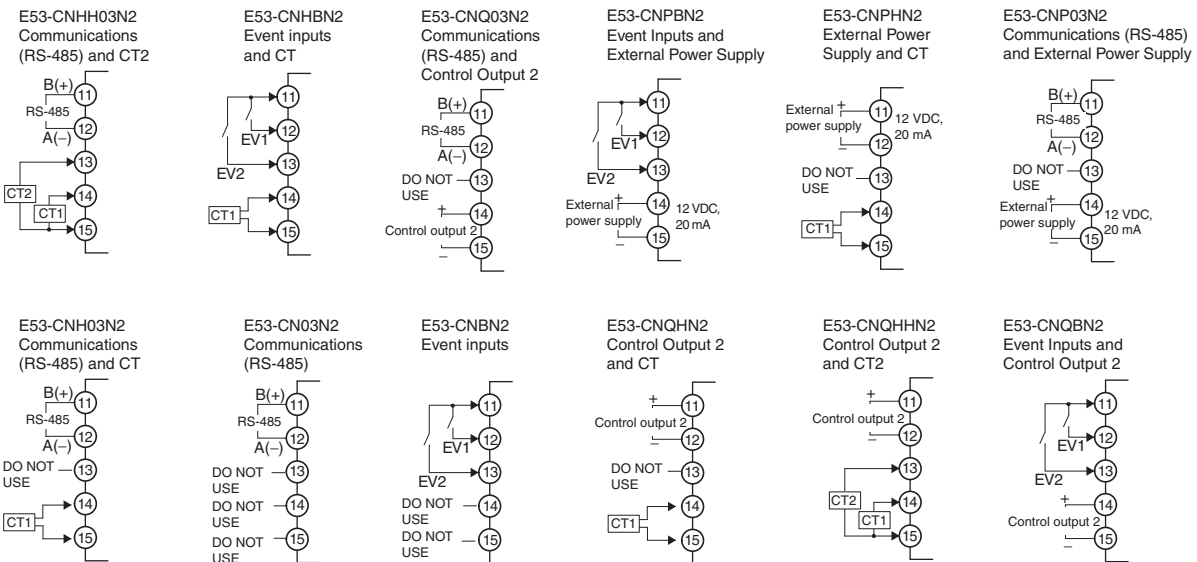 E53-CNHH03N2
Communications
(RS-485) and CT2
B(+)
11
RS-485
12
A(−)
13
CT2
14
CT1
15
E53-CNHBN2
Event inputs
and CT
11
12
EV1
13
EV2
14
CT1
15
E53-CNQ03N2
Communications
(RS-485) and
Control Output 2
B(+)
11
RS-485
12
A(−)
DO NOT
USE
13
+
14
Control output 2
15
−
E53-CNPBN2
Event Inputs and
External Power Supply
11
12
EV1
13
EV2
External
power supply
+
14
12 VDC,
20 mA
−
15
E53-CNPHN2
External Power
Supply and CT
External
power supply
+
11
12 VDC,
20 mA
−
12
DO NOT
USE
13
14
CT1
15
E53-CNP03N2
Communications (RS-485)
and External Power Supply
B(+)
11
RS-485
12
A(−)
DO NOT
USE
13
External
power supply
+
14
12 VDC,
20 mA
−
15
E53-CNH03N2
Communications
(RS-485) and CT
B(+)
11
RS-485
12
A(−)
DO NOT
USE
13
14
CT1
15
E53-CN03N2
Communications
(RS-485)
B(+)
11
RS-485
12
A(−)
DO NOT
USE
13
DO NOT
USE
14
DO NOT
USE
15
E53-CNBN2
Event inputs
11
12
EV1
13
EV2
DO NOT
USE
14
DO NOT
USE
15
E53-CNQHN2
Control Output 2
and CT
+
11
Control output 2
−
12
DO NOT
USE
13
14
CT1
15
E53-CNQHHN2
Control Output 2
and CT2
+
11
Control output 2
−
12
13
CT2
14
CT1
15
E53-CNQBN2
Event Inputs and
Control Output 2
11
12
EV1
13
EV2
+
14
Control output 2
−
15